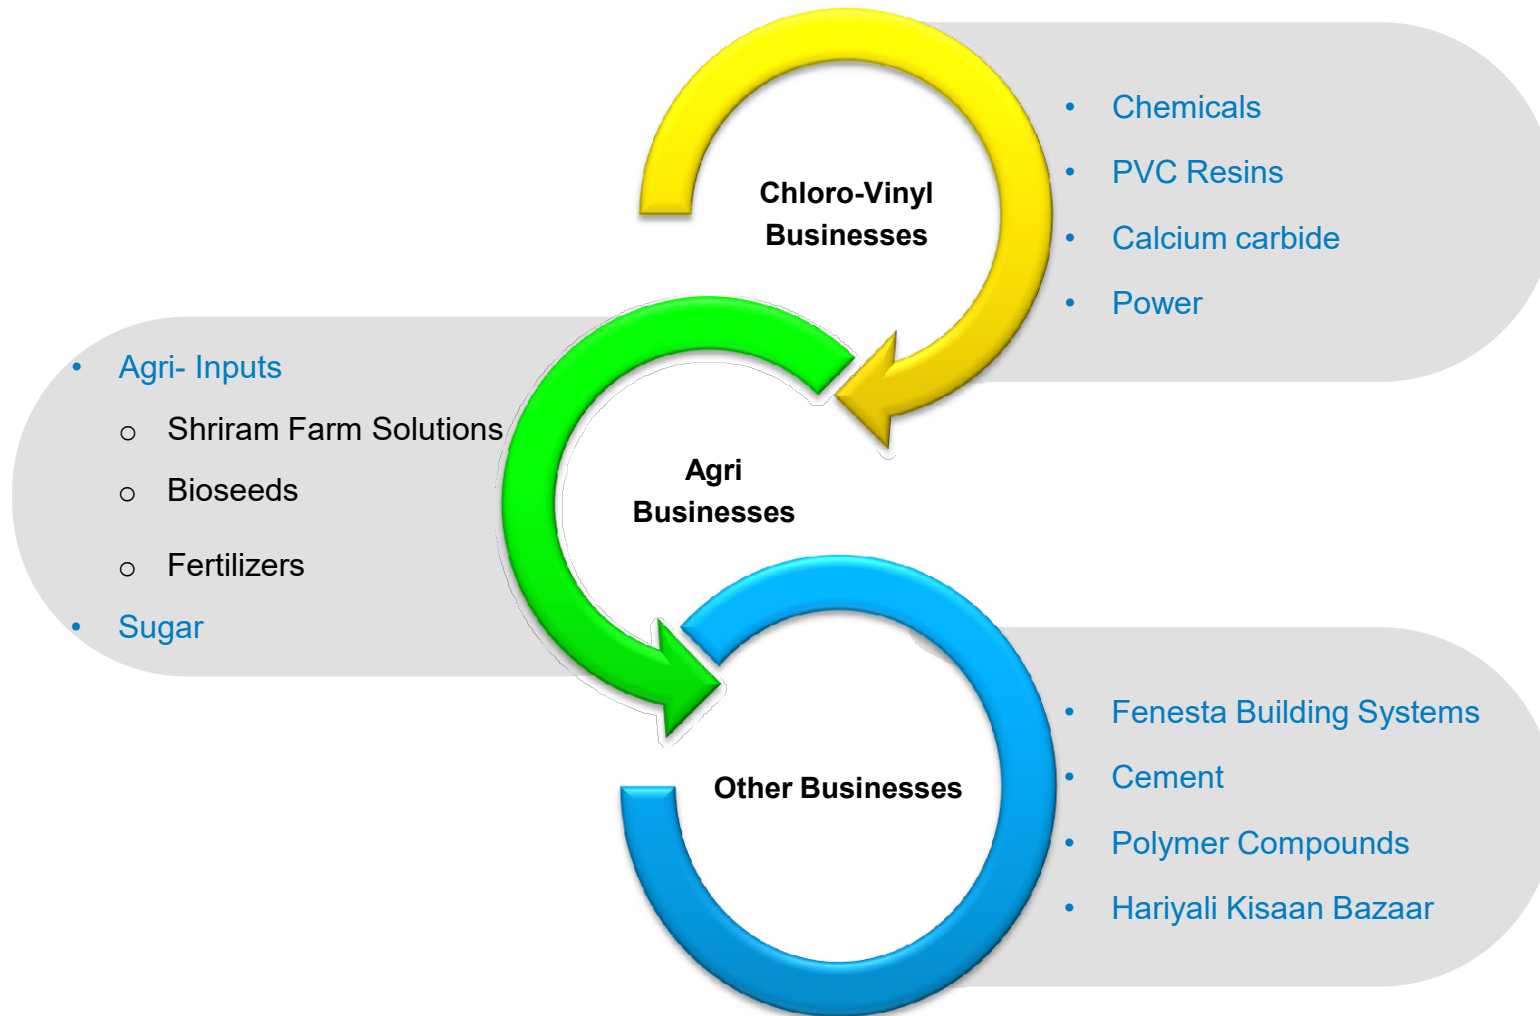 Chloro-Vinyl
Businesses
• Chemicals
• PVC Resins
• Calcium carbide
• Power
Agri
Businesses
• Agri- Inputs
o Shriram Farm Solutions
o Bioseeds
o Fertilizers
• Sugar
Other Businesses
• Fenesta Building Systems
• Cement
• Polymer Compounds
• Hariyali Kisaan Bazaar